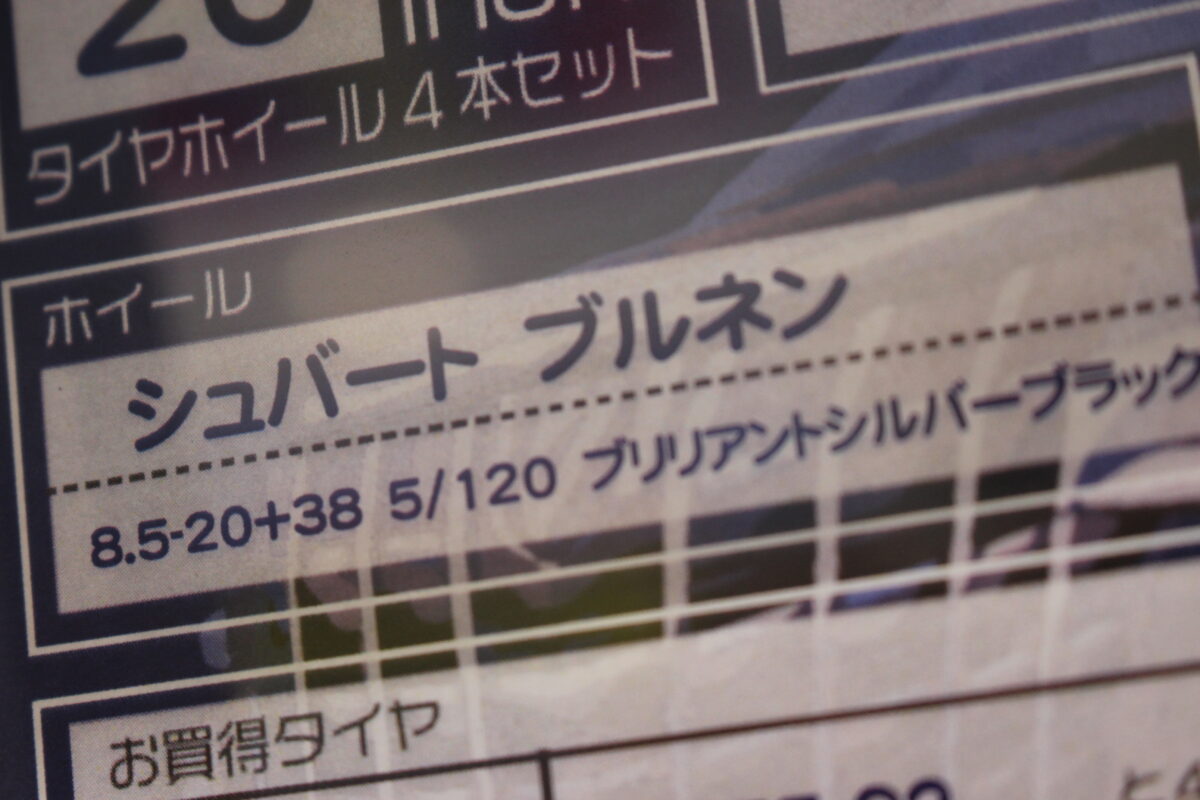 20 inch
タイヤホイール4本セット
ホイール
シュバート ブルネン
8.5-20+38 5/120 ブリリアントシルバーブラック
お買得タイヤ